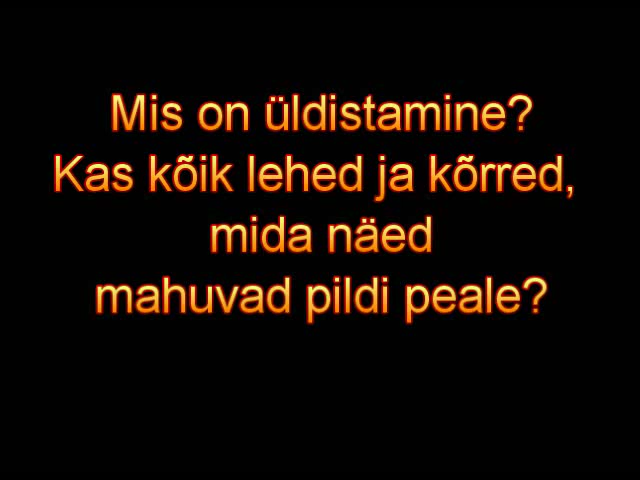 Mis on üldistamine?
Kas kõik lehed ja kõrred,
mida näed
mahuvad pildi peale?